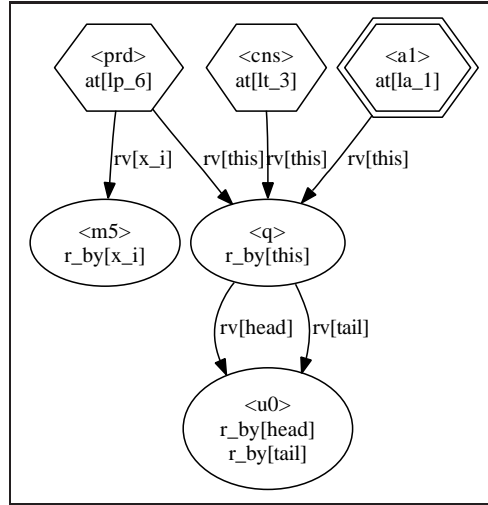 <prd>
at[lp_6]
<cns>
at[lt_3]
<a1>
at[la_1]
rv[x_i]
rv[this]
rv[this]
rv[this]
<m5>
r_by[x_i]
<q>
r_by[this]
rv[head]
rv[tail]
<u0>
r_by[head]
r_by[tail]